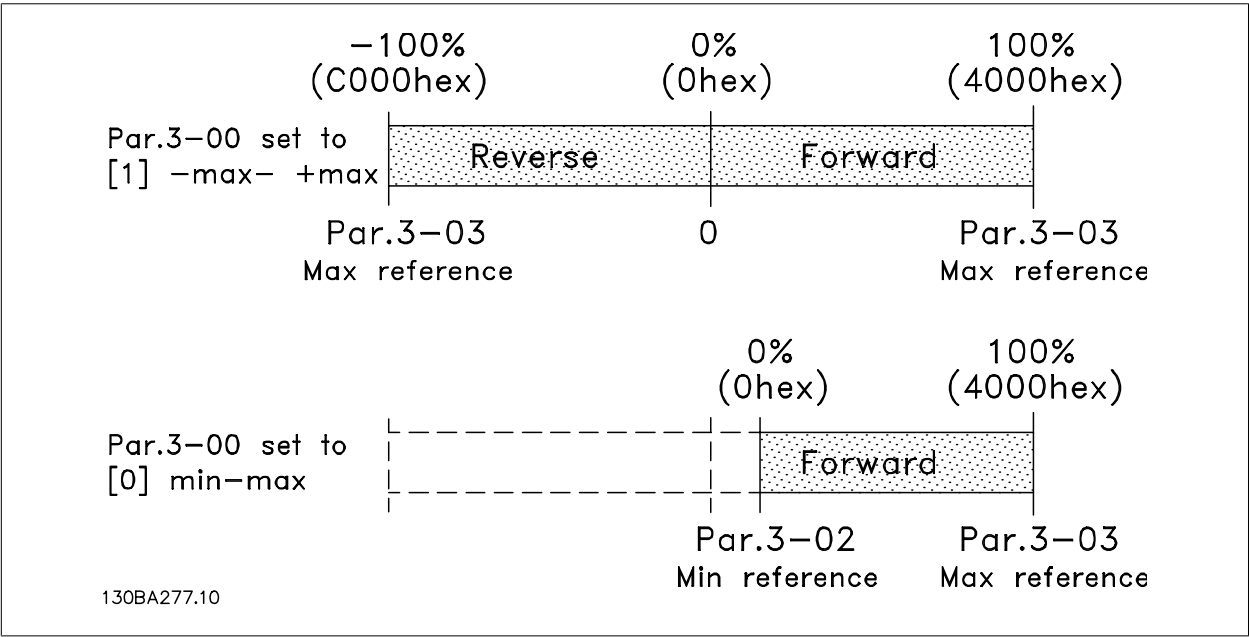 -100% 0% 100%
(C000hex) (0hex) (4000hex)
Par.3-00 set to
[1] -max- +max
Reverse Forward
Par.3-03 0 Par.3-03
Max reference Max reference
0% 100%
(0hex) (4000hex)
Par.3-00 set to
[0] min-max
Forward
Par.3-02 Par.3-03
Min reference Max reference
130BA277.10